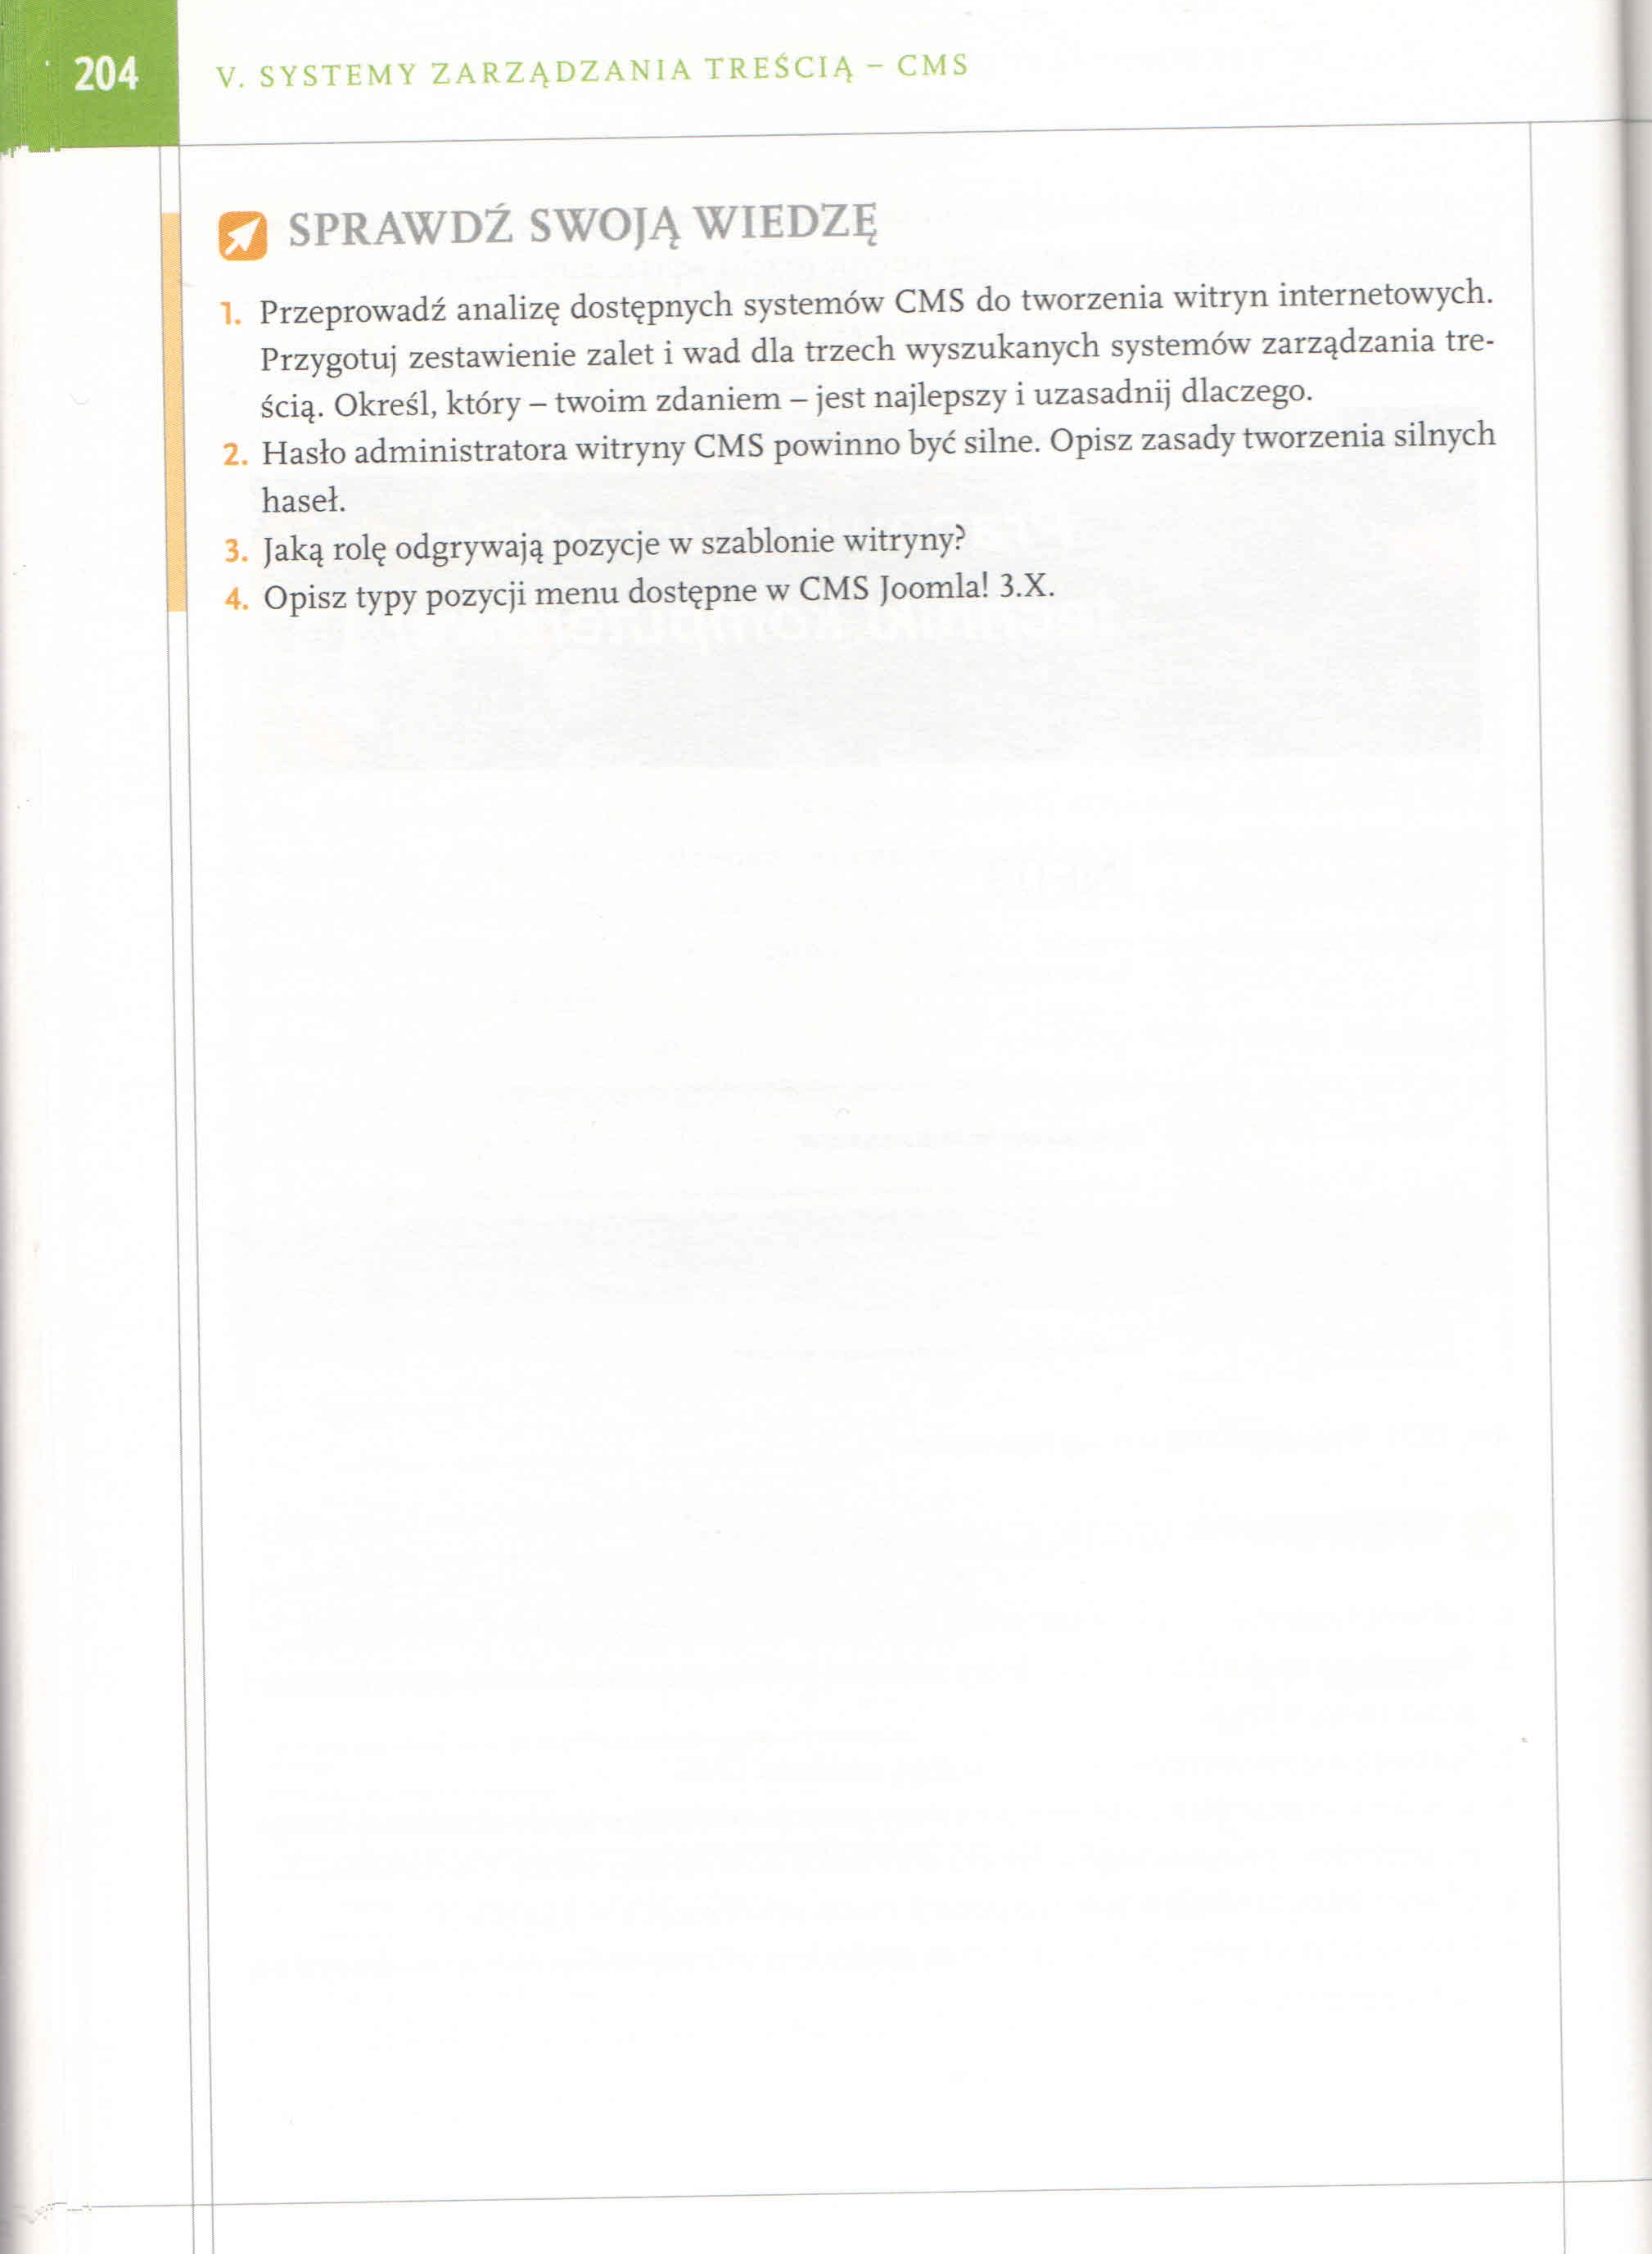 204
V. SYSTEMY ZARZĄDZANIA TREŚCIĄ – CMS
SPRAWDŹ SWOJĄ WIEDZĘ
1. Przeprowadź analizę dostępnych systemów CMS do tworzenia witryn internetowych.
Przygotuj zestawienie zalet i wad dla trzech wyszukanych systemów zarządzania tre-
ścią. Określ, który – twoim zdaniem – jest najlepszy i uzasadnij dlaczego.
2. Hasło administratora witryny CMS powinno być silne. Opisz zasady tworzenia silnych
haseł.
3. Jaką rolę odgrywają pozycje w szablonie witryny?
4. Opisz typy pozycji menu dostępne w CMS Joomla! 3.X.